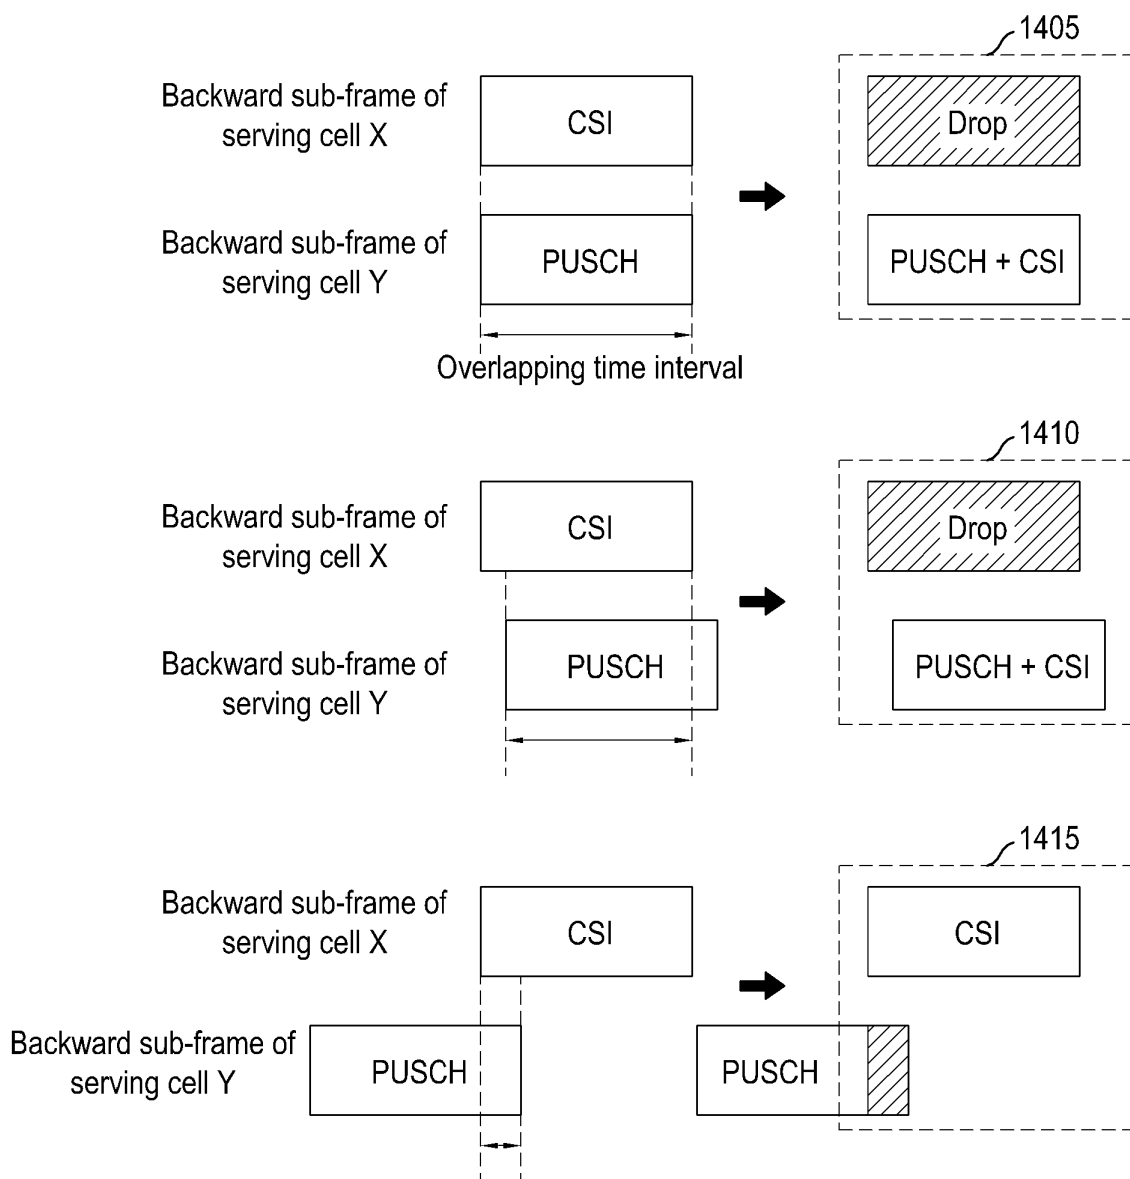 1405
Backward sub-frame of
serving cell X
CSI
Drop
Backward sub-frame of
serving cell Y
PUSCH
PUSCH + CSI
Overlapping time interval
1410
Backward sub-frame of
serving cell X
CSI
Drop
Backward sub-frame of
serving cell Y
PUSCH
PUSCH + CSI
1415
Backward sub-frame of
serving cell X
CSI
CSI
Backward sub-frame of
serving cell Y
PUSCH
PUSCH